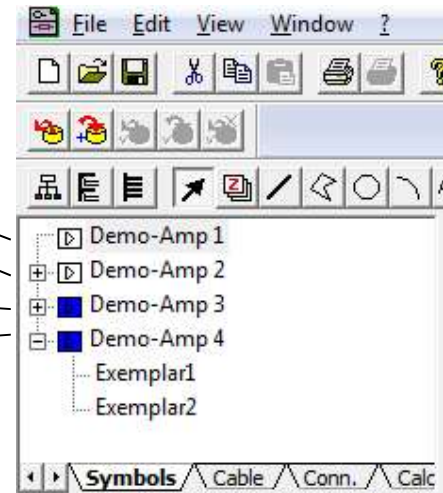 File Edit View Window ?
Demo-Amp 1
Demo-Amp 2
Demo-Amp 3
Demo-Amp 4
Exemplar1
Exemplar2
Symbols Cable Conn. Calc